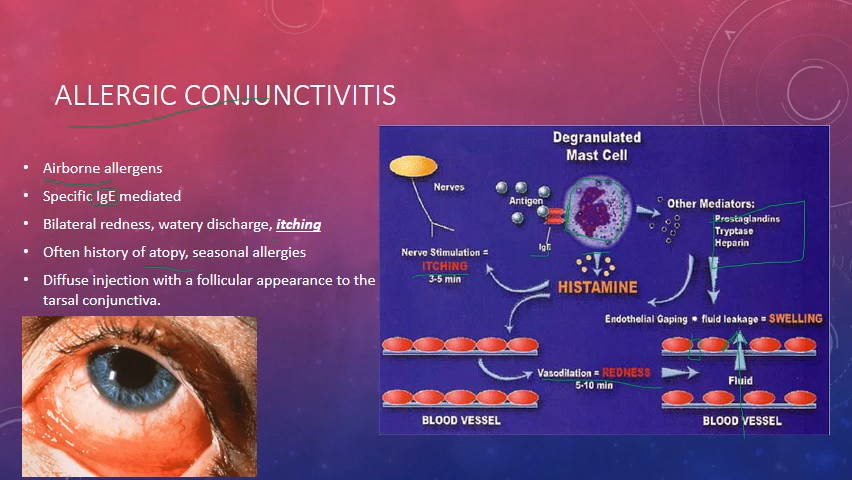 ALLERGIC CONJUNCTIVITIS
• Airborne allergens
• Specific IgE mediated
• Bilateral redness, watery discharge, itching
• Often history of atopy, seasonal allergies
• Diffuse injection with a follicular appearance to the
tarsal conjunctiva.
Degranulated
Mast Cell
Nerves
Antigen
IgE
Other Mediators:
Prostaglandins
Tryptase
Heparin
Nerve Stimulation =
ITCHING
3-5 min
HISTAMINE
Endothelial Gaping • fluid leakage = SWELLING
Vasodilation = REDNESS
5-10 min
Fluid
BLOOD VESSEL
BLOOD VESSEL